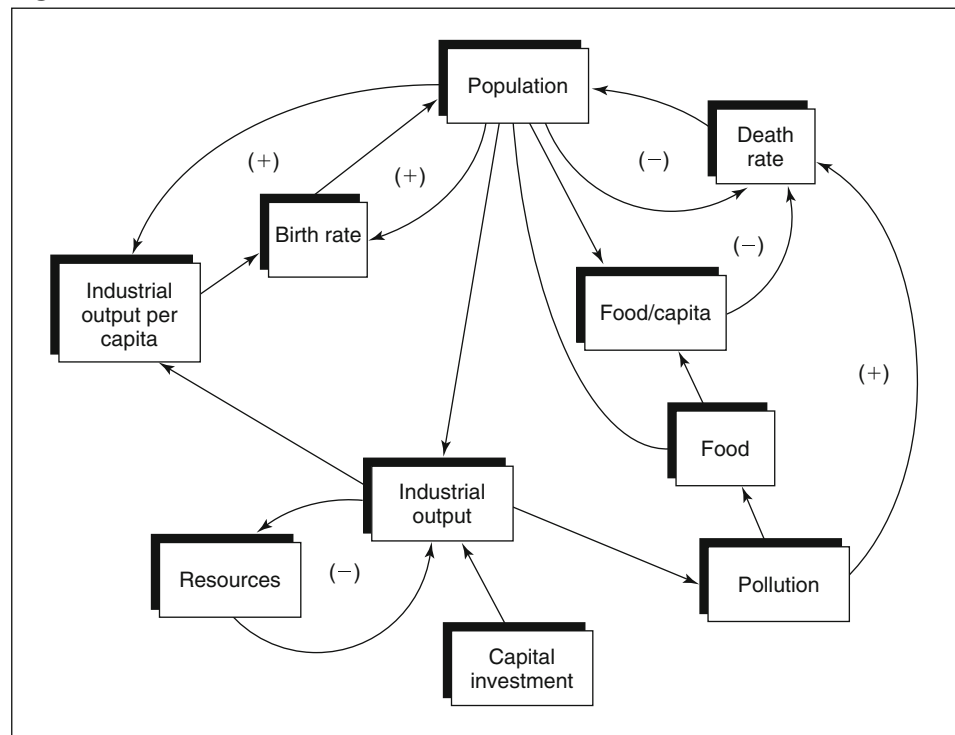 Population
Death
rate
(−)
(+)
(+)
Birth rate
(−)
Industrial
output per
capita
Food/capita
(+)
Food
Industrial
output
Resources
(−)
Pollution
Capital
investment